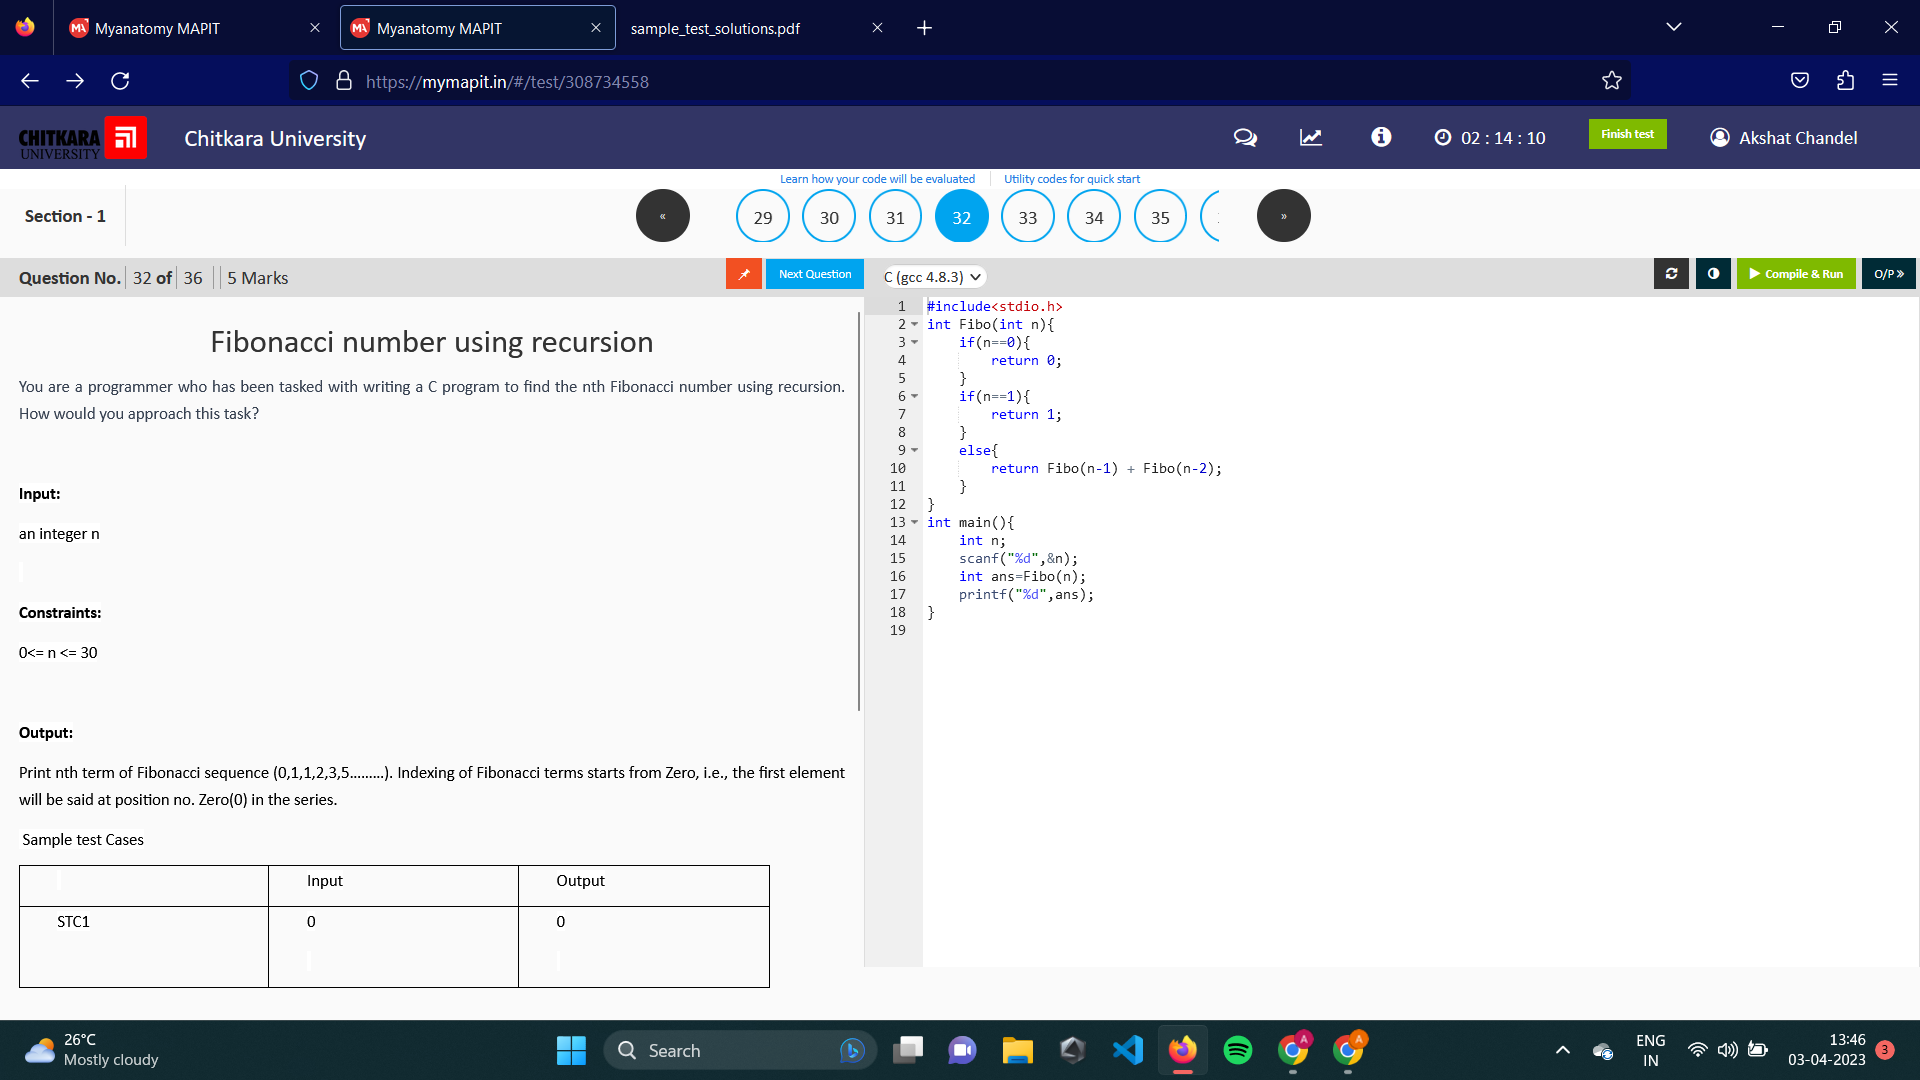 Myanatomy MAPIT
Myanatomy MAPIT
sample_test_solutions.pdf
https://mymapit.in/#/test/308734558
CHITKARA
UNIVERSITY
Chitkara University
02 : 14 : 10
Finish test
Akshat Chandel
Learn how your code will be evaluated
Utility codes for quick start
Section - 1
«
29
30
31
32
33
34
35
»
Question No. 32 of 36 5 Marks
Next Question
C (gcc 4.8.3)
Compile & Run
O/P »
Fibonacci number using recursion
You are a programmer who has been tasked with writing a C program to find the nth Fibonacci number using recursion.
How would you approach this task?
Input:
an integer n
Constraints:
0<= n <= 30
Output:
Print nth term of Fibonacci sequence (0,1,1,2,3,5.........). Indexing of Fibonacci terms starts from Zero, i.e., the first element
will be said at position no. Zero(0) in the series.
Sample test Cases
Input Output
STC1 0 0
1 #include<stdio.h>
2 int Fibo(int n){
3 if(n==0){
4 return 0;
5 }
6 if(n==1){
7 return 1;
8 }
9 else{
10 return Fibo(n-1) + Fibo(n-2);
11 }
12 }
13 int main(){
14 int n;
15 scanf("%d",&n);
16 int ans=Fibo(n);
17 printf("%d",ans);
18 }
19
26°C
Mostly cloudy
Search
A
A
ENG
IN
13:46
03-04-2023
3